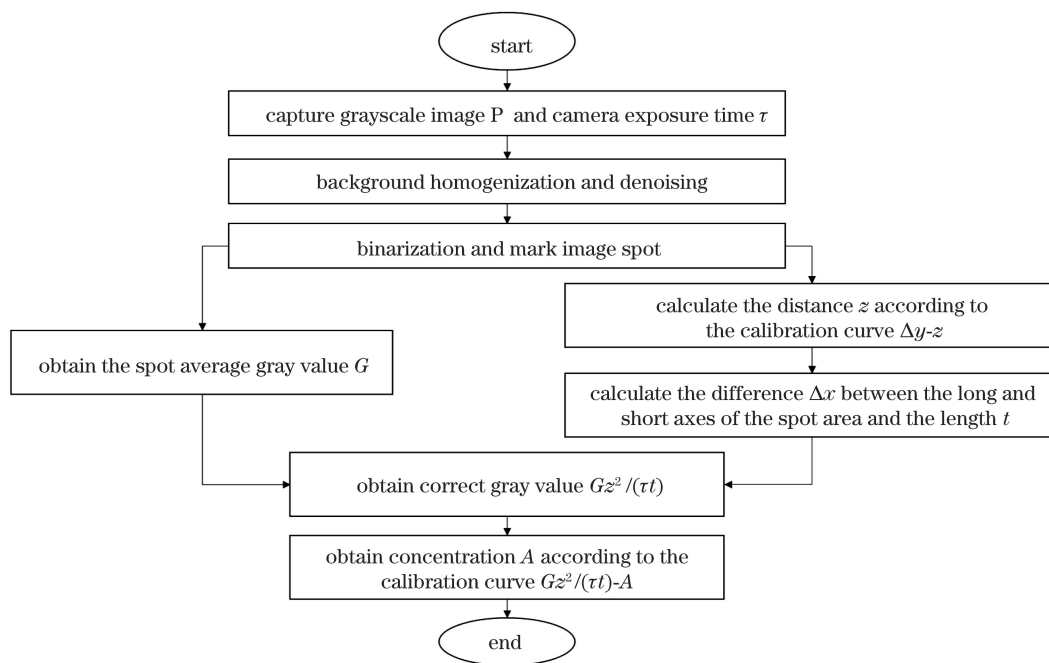 start
capture grayscale image P and camera exposure time τ
background homogenization and denoising
binarization and mark image spot
obtain the spot average gray value G
calculate the distance z according to
the calibration curve Δy-z
calculate the difference Δx between the long and
short axes of the spot area and the length t
obtain correct gray value Gz²/(τt)
obtain concentration A according to the
calibration curve Gz²/(τt)-A
end